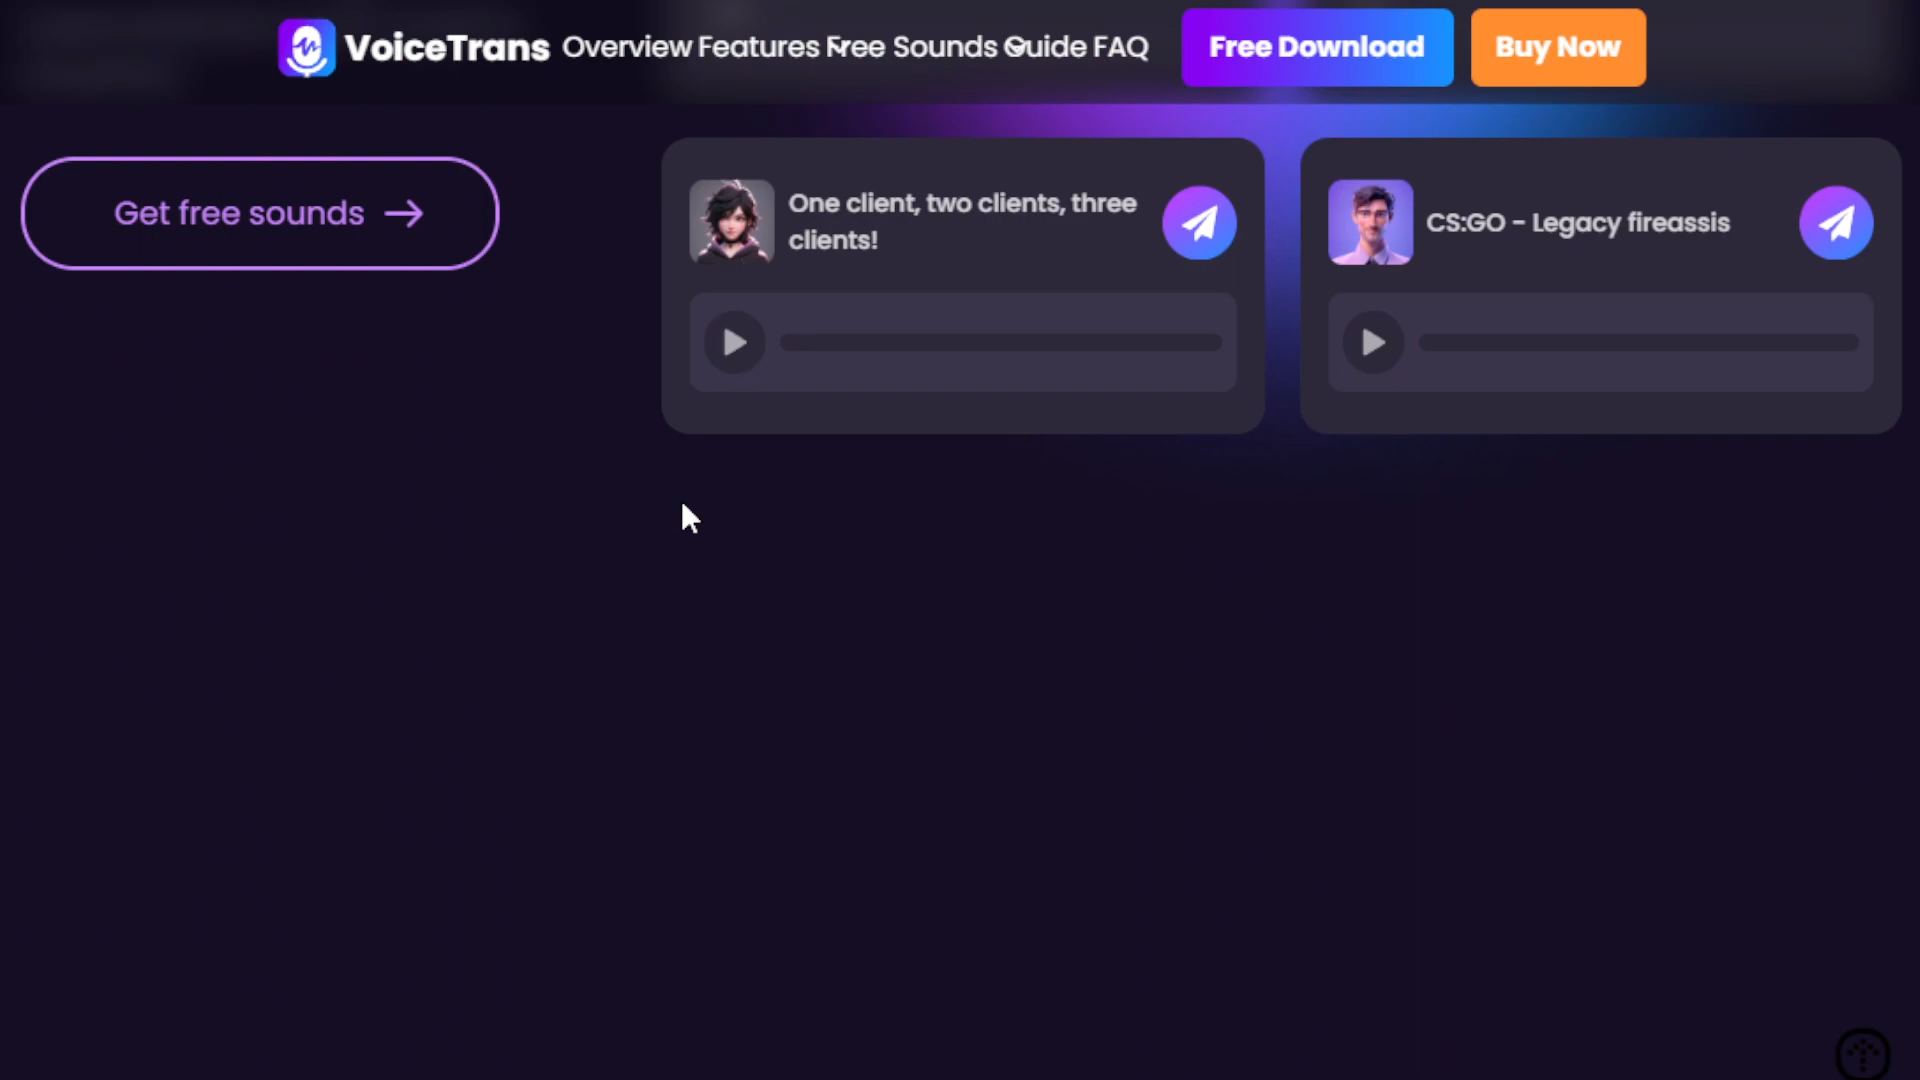 VoiceTrans Overview Features Free Sounds Guide FAQ Free Download Buy Now
Get free sounds
One client, two clients, three
clients!
CS:GO - Legacy fireassis